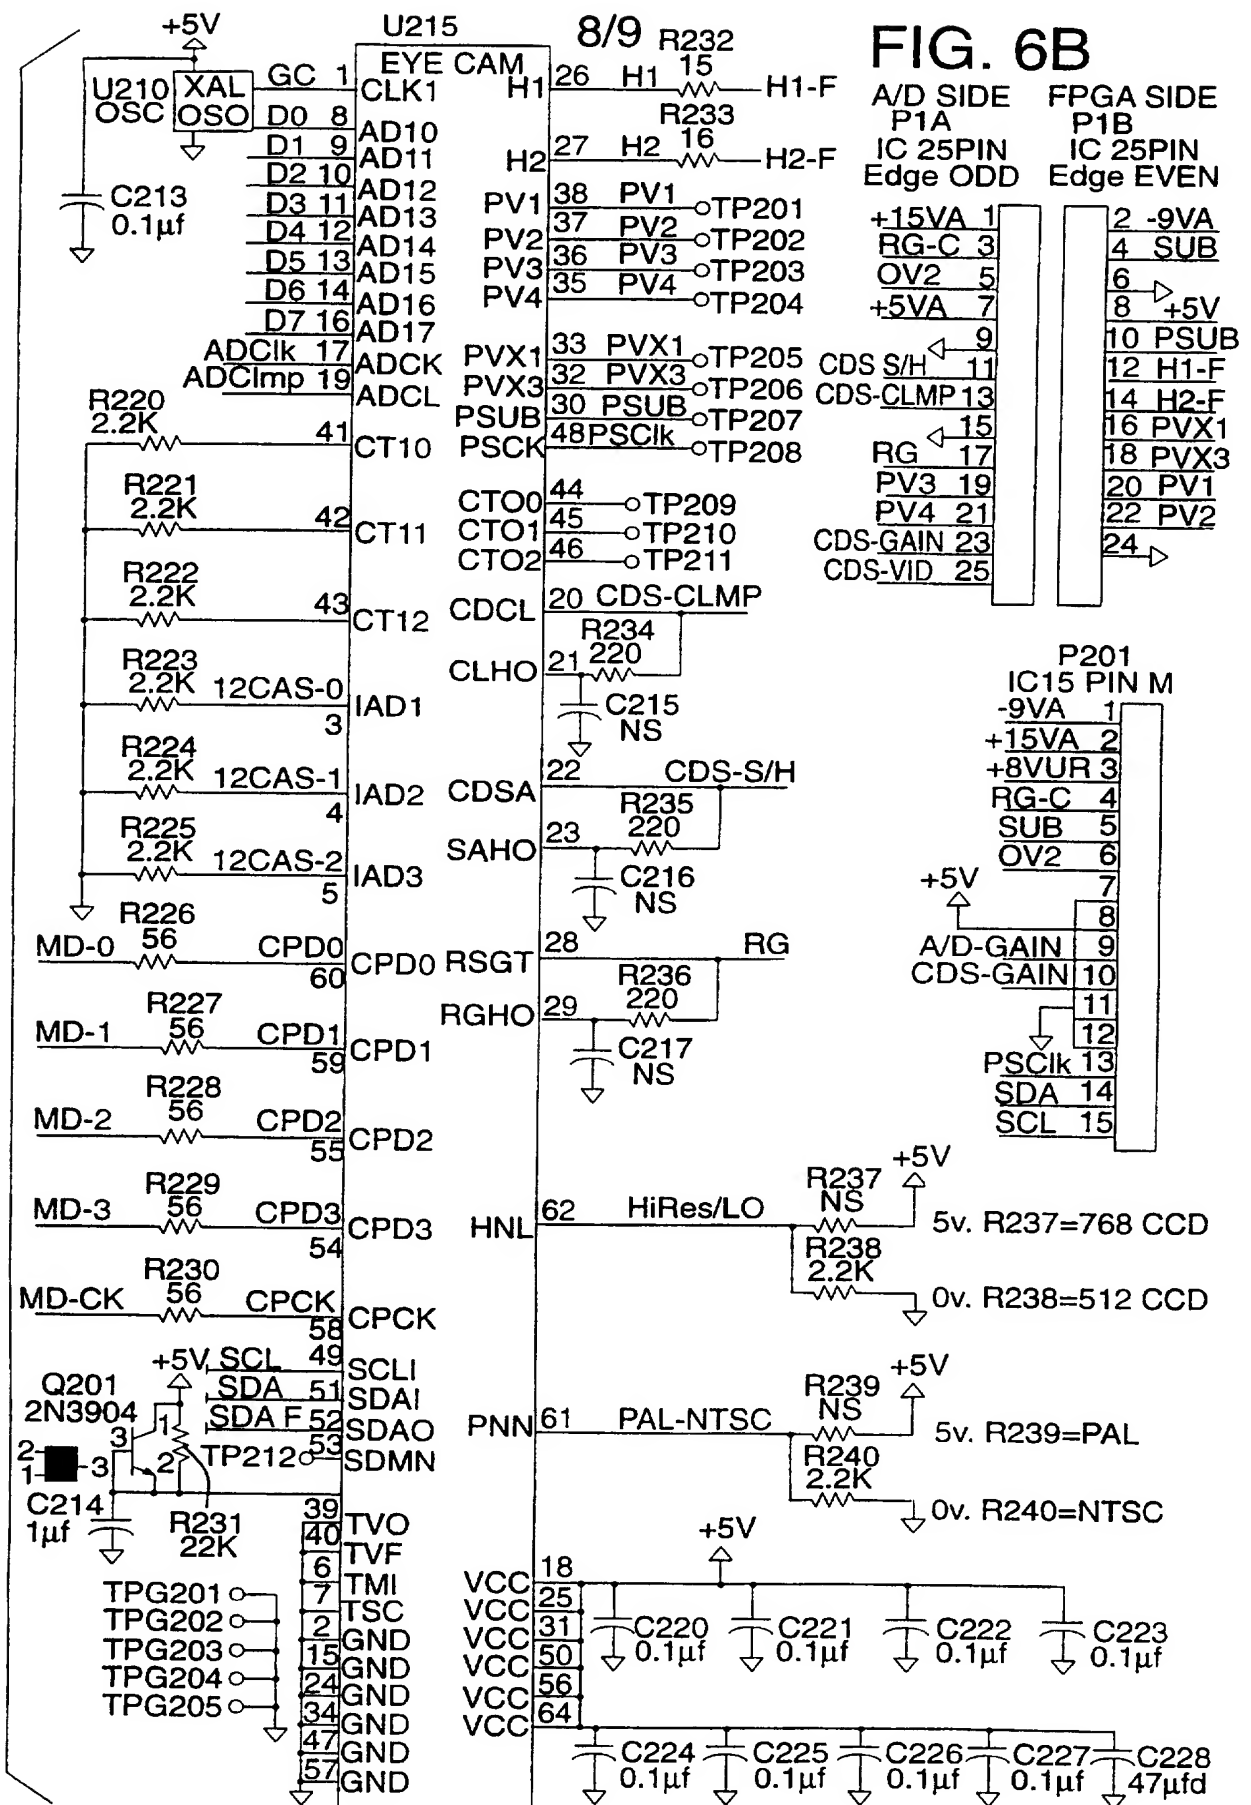 8/9
FIG. 6B
+5V
U210
OSC
XAL
OSO
C213
0.1µf
U215
EYE CAM
GC 1 CLK1
D0 8 AD10
D1 9 AD11
D2 10 AD12
D3 11 AD13
D4 12 AD14
D5 13 AD15
D6 14 AD16
D7 16 AD17
ADClk 17 ADCK
ADClmp 19 ADCL
R220
2.2K
41 CT10
R221
2.2K
42 CT11
R222
2.2K
43 CT12
R223
2.2K
12CAS-0
3 IAD1
R224
2.2K
12CAS-1
4 IAD2
R225
2.2K
12CAS-2
5 IAD3
R226
MD-0 56 CPD0
60 CPD0
R227
MD-1 56 CPD1
59 CPD1
R228
MD-2 56 CPD2
55 CPD2
R229
MD-3 56 CPD3
54 CPD3
R230
MD-CK 56 CPCK
58 CPCK
SCL 49 SCLI
SDA 51 SDAI
SDA F 52 SDAO
TP212 53 SDMN
+5V
Q201
2N3904
1
3
2
2
1
3
C214
1µf
R231
22K
39 TVO
40 TVF
6 TMI
7 TSC
2 GND
15 GND
24 GND
34 GND
47 GND
57 GND
TPG201
TPG202
TPG203
TPG204
TPG205
R232
H1 26 H1 15 H1-F
R233
H2 27 H2 16 H2-F
PV1 38 PV1 TP201
PV2 37 PV2 TP202
PV3 36 PV3 TP203
PV4 35 PV4 TP204
PVX1 33 PVX1 TP205
PVX3 32 PVX3 TP206
PSUB 30 PSUB TP207
PSCK 48 PSClk TP208
CTO0 44 TP209
CTO1 45 TP210
CTO2 46 TP211
CDCL 20 CDS-CLMP
R234
220
CLHO 21
C215
NS
CDSA 22 CDS-S/H
R235
220
SAHO 23
C216
NS
RSGT 28 RG
R236
220
RGHO 29
C217
NS
HNL 62 HiRes/LO
R237
NS
+5V
5v. R237=768 CCD
R238
2.2K
0v. R238=512 CCD
PNN 61 PAL-NTSC
R239
NS
+5V
5v. R239=PAL
R240
2.2K
0v. R240=NTSC
+5V
VCC 18
VCC 25
VCC 31
VCC 50
VCC 56
VCC 64
C220
0.1µf
C221
0.1µf
C222
0.1µf
C223
0.1µf
C224
0.1µf
C225
0.1µf
C226
0.1µf
C227
0.1µf
C228
47µfd
A/D SIDE
P1A
IC 25PIN
Edge ODD
+15VA 1
RG-C 3
OV2 5
+5VA 7
9
CDS S/H 11
CDS-CLMP 13
15
RG 17
PV3 19
PV4 21
CDS-GAIN 23
CDS-VID 25
FPGA SIDE
P1B
IC 25PIN
Edge EVEN
2 -9VA
4 SUB
6
8 +5V
10 PSUB
12 H1-F
14 H2-F
16 PVX1
18 PVX3
20 PV1
22 PV2
24
P201
IC15 PIN M
-9VA 1
+15VA 2
+8VUR 3
RG-C 4
SUB 5
OV2 6
7
+5V
8
A/D-GAIN 9
CDS-GAIN 10
11
12
PSClk 13
SDA 14
SCL 15